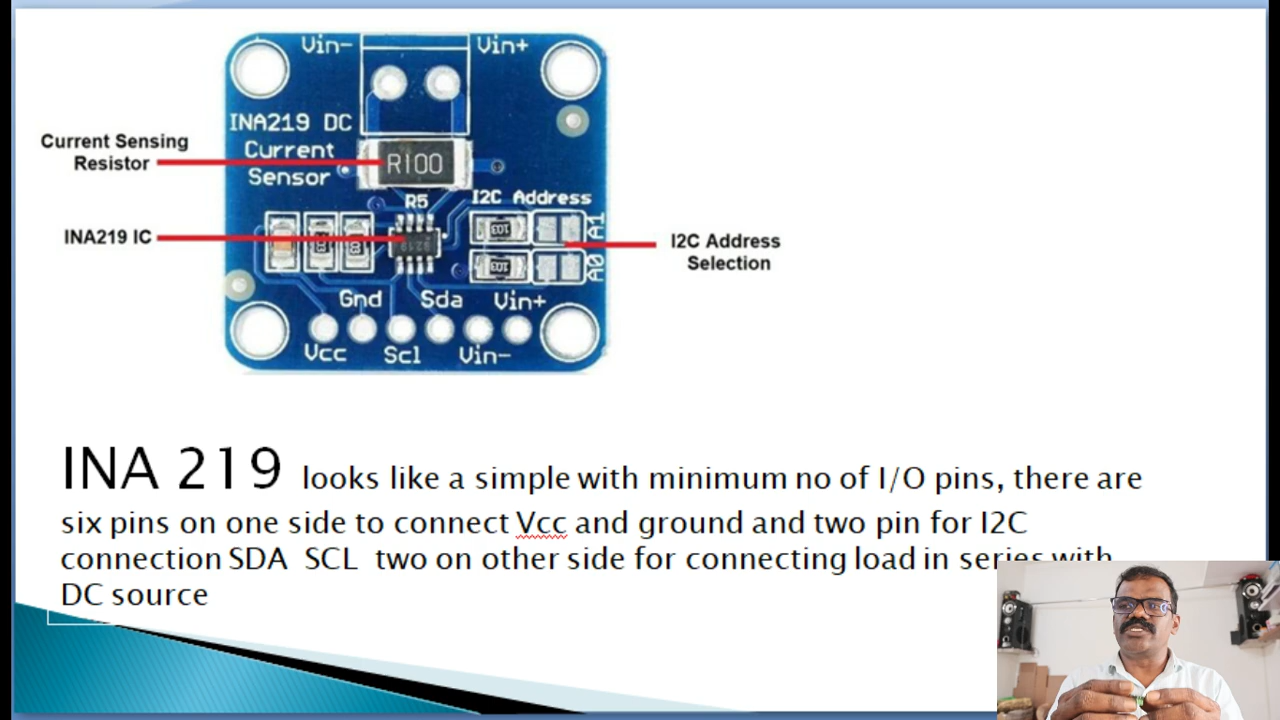 Vin-
Vin+
INA219 DC
Current
Sensor
Current Sensing
Resistor
R100
R5
I2C Address
A1
A0
103
103
INA219 IC
I2C Address
Selection
Gnd
Sda
Vin+
Vcc
Scl
Vin-
INA 219 looks like a simple with minimum no of I/O pins, there are
six pins on one side to connect Vcc and ground and two pin for I2C
connection SDA SCL two on other side for connecting load in series with
DC source